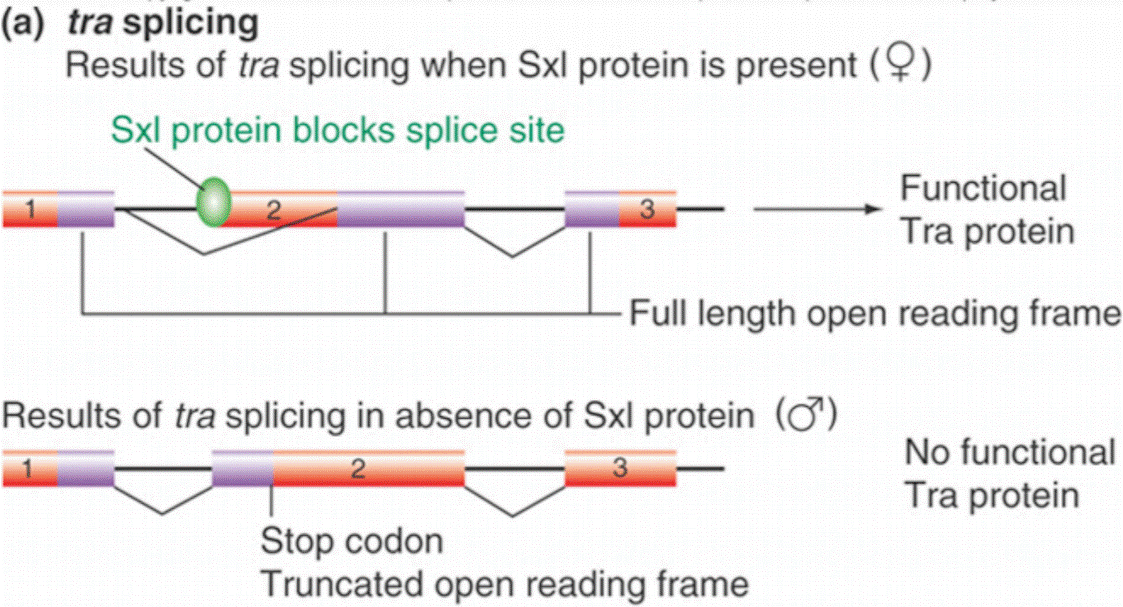 (a) tra splicing
Results of tra splicing when Sxl protein is present (♀)
Sxl protein blocks splice site
1 2 3
Functional
Tra protein
Full length open reading frame
Results of tra splicing in absence of Sxl protein (♂)
1 2 3
No functional
Tra protein
Stop codon
Truncated open reading frame